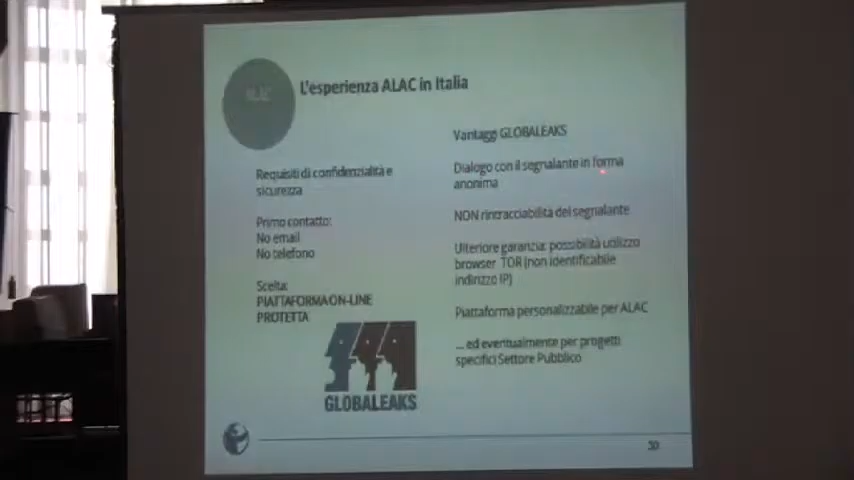 ALAC
L'esperienza ALAC in Italia
Requisiti di confidenzialità e
sicurezza
Primo contatto:
No email
No telefono
Scelta:
PIATTAFORMA ON-LINE
PROTETTA
GLOBALEAKS
Vantaggi GLOBALEAKS
Dialogo con il segnalante in forma
anonima
NON rintracciabilità del segnalante
Ulteriore garanzia: possibilità utilizzo
browser TOR (non identificabile
indirizzo IP)
Piattaforma personalizzabile per ALAC
... ed eventualmente per progetti
specifici Settore Pubblico
30